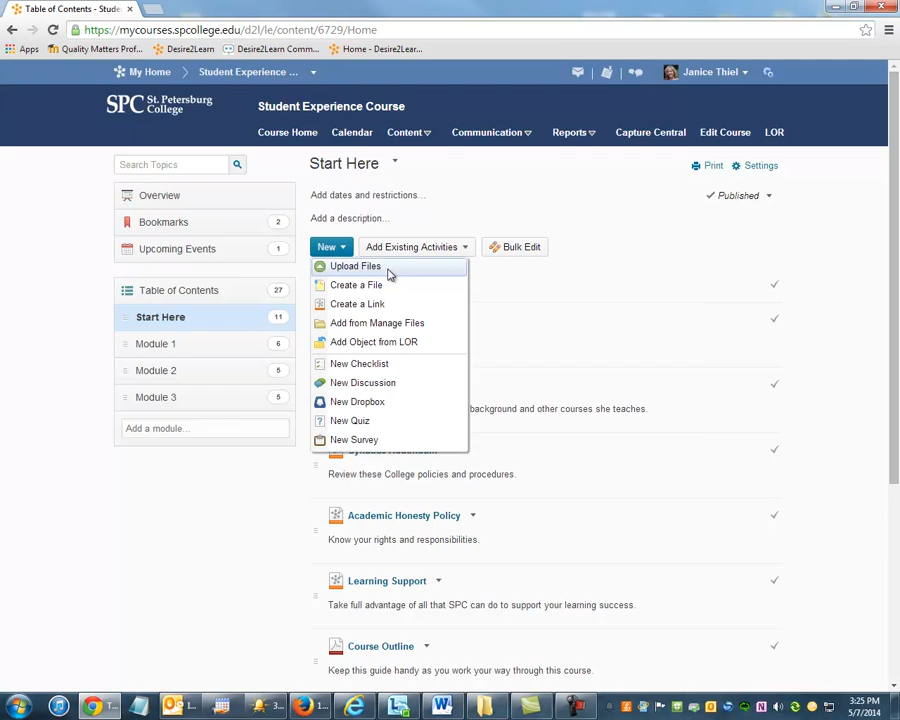 Table of Contents - Stude
https://mycourses.spcollege.edu/d2l/le/content/6729/Home
Apps Quality Matters Prof... Desire2Learn Desire2Learn Comm... Home - Desire2Lear...
My Home Student Experience ... Janice Thiel
SPC St. Petersburg College
Student Experience Course
Course Home Calendar Content Communication Reports Capture Central Edit Course LOR
Search Topics
Start Here
Print Settings
Overview
Add dates and restrictions...
Published
Bookmarks 2
Add a description...
Upcoming Events 1
New Add Existing Activities Bulk Edit
Upload Files
Create a File
Table of Contents 27
Create a Link
Start Here 11
Add from Manage Files
Module 1 6
Add Object from LOR
Module 2 5
New Checklist
New Discussion
Module 3 5
New Dropbox
background and other courses she teaches.
Add a module...
New Quiz
New Survey
Review these College policies and procedures.
Academic Honesty Policy
Know your rights and responsibilities.
Learning Support
Take full advantage of all that SPC can do to support your learning success.
Course Outline
Keep this guide handy as you work your way through this course.
3:25 PM
5/7/2014